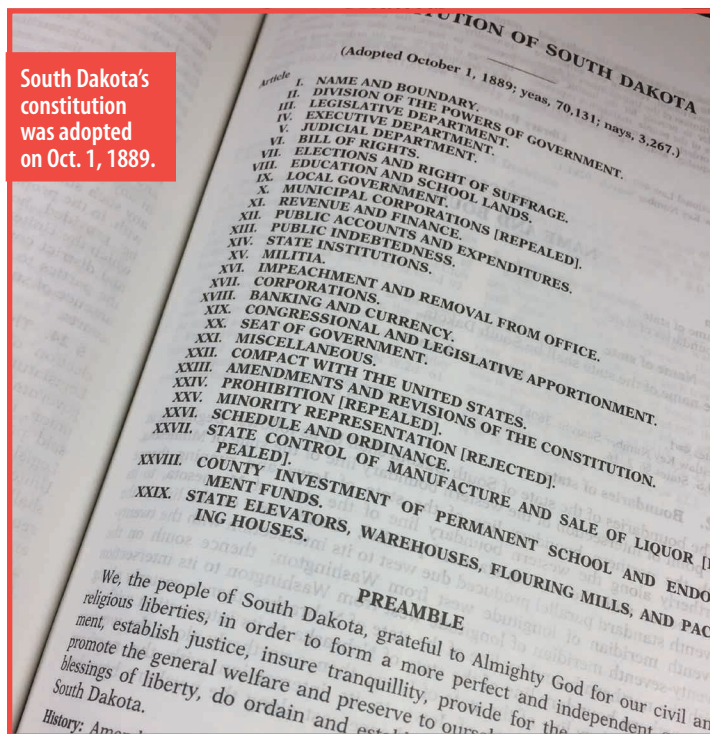 South Dakota's
constitution
was adopted
on Oct. 1, 1889.
OF SOUTH DAKOTA
(Adopted October 1, 1889; yeas, 70,131; nays, 3,267.)
Article
I. NAME AND BOUNDARY.
II. DIVISION OF THE POWERS OF GOVERNMENT.
III. LEGISLATIVE DEPARTMENT.
IV. EXECUTIVE DEPARTMENT.
V. JUDICIAL DEPARTMENT.
VI. BILL OF RIGHTS.
VII. ELECTIONS AND RIGHT OF SUFFRAGE.
VIII. EDUCATION AND SCHOOL LANDS.
IX. LOCAL GOVERNMENT.
X. MUNICIPAL CORPORATIONS [REPEALED].
XI. REVENUE AND FINANCE.
XII. PUBLIC ACCOUNTS AND EXPENDITURES.
XIII. PUBLIC INDEBTEDNESS.
XIV. STATE INSTITUTIONS.
XV. MILITIA.
XVI. IMPEACHMENT AND REMOVAL FROM OFFICE.
XVII. CORPORATIONS.
XVIII. BANKING AND CURRENCY.
XIX. CONGRESSIONAL AND LEGISLATIVE APPORTIONMENT.
XX. SEAT OF GOVERNMENT.
XXI. MISCELLANEOUS.
XXII. COMPACT WITH THE UNITED STATES.
XXIII. AMENDMENTS AND REVISIONS OF THE CONSTITUTION.
XXIV. PROHIBITION [REPEALED].
XXV. MINORITY REPRESENTATION [REJECTED].
XXVI. SCHEDULE AND ORDINANCE.
XXVII. STATE CONTROL OF MANUFACTURE AND SALE OF LIQUOR
PEALED].
XXVIII. COUNTY INVESTMENT OF PERMANENT SCHOOL AND ENDO
MENT FUNDS.
XXIX. STATE ELEVATORS, WAREHOUSES, FLOURING MILLS, AND PAC
ING HOUSES.
PREAMBLE
We, the people of South Dakota, grateful to Almighty God for our civil an
religious liberties, in order to form a more perfect and independent
ment, establish justice, insure tranquillity, provide for the
promote the general welfare and preserve to
blessings of liberty, do ordain and
South Dakota.
History: